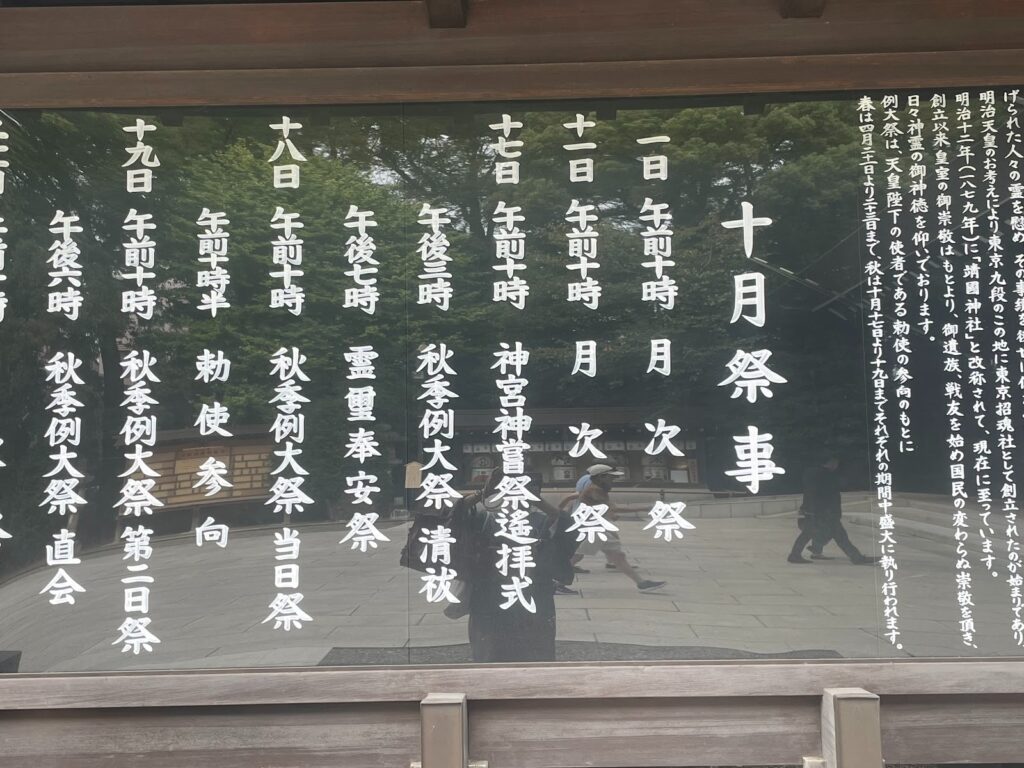 げられた人々の霊を慰め、その事績を後世に
明治天皇のお考えにより東京九段のこの地に東京招魂社として創立されたのが始まりであり
明治十二年(一八七九年)に「靖國神社」と改称されて、現在に至っています。
創立以来皇室の御崇敬はもとより、御遺族、戦友を始め国民の変わらぬ崇敬を頂き、
日々神霊の御神徳を仰いでおります。
例大祭は、天皇陛下の使者である勅使の参向のもとに
春は四月二十一日より二十三日まで、秋は十月十七日より十九日までそれぞれの期間中盛大に執り行われます。
十月祭事
一日 午前十時 月次祭
十一日 午前十時 月次祭
十七日 午前十時 神宮神嘗祭遙拝式
午後三時 秋季例大祭 清祓
午後七時 霊璽奉安祭
十八日 午前十時 秋季例大祭 当日祭
午前十時半 勅使参向
十九日 午前十時 秋季例大祭 第二日祭
午後六時 秋季例大祭 直会